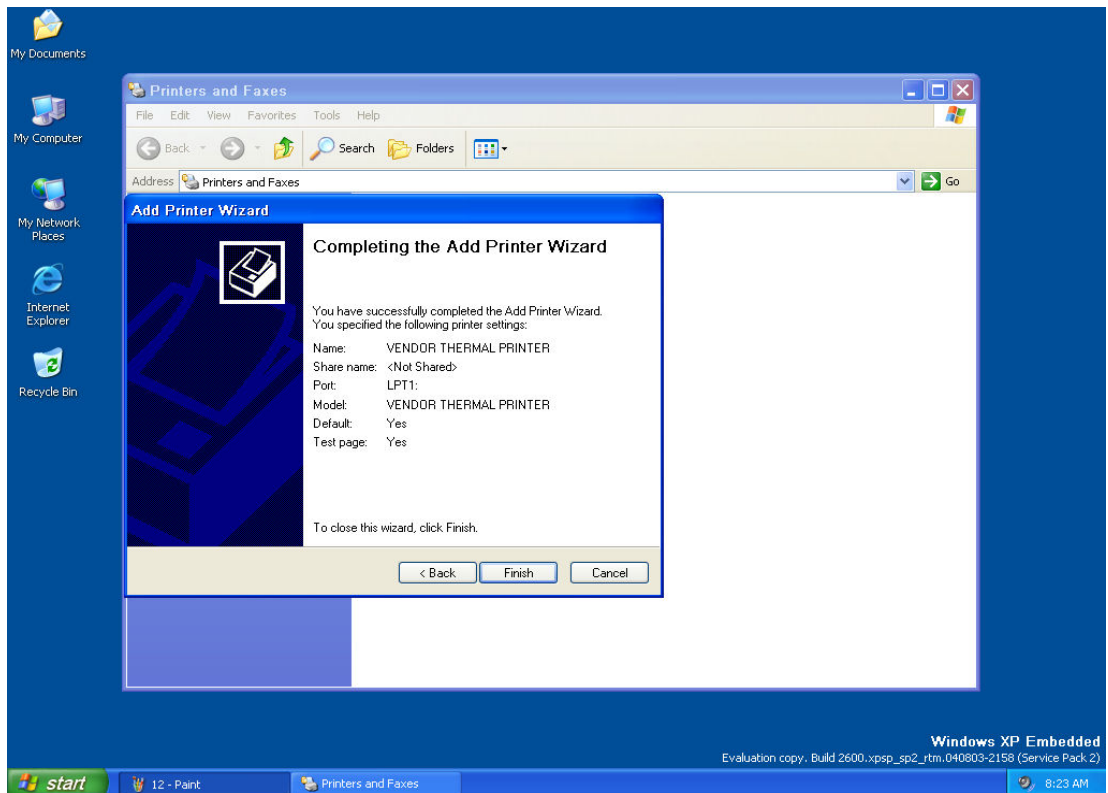 My Documents
My Computer
My Network
Places
Internet
Explorer
Recycle Bin
Printers and Faxes
File Edit View Favorites Tools Help
Back Search Folders
Address Printers and Faxes Go
Add Printer Wizard
Completing the Add Printer Wizard
You have successfully completed the Add Printer Wizard.
You specified the following printer settings:
Name: VENDOR THERMAL PRINTER
Share name: <Not Shared>
Port: LPT1:
Model: VENDOR THERMAL PRINTER
Default: Yes
Test page: Yes
To close this wizard, click Finish.
< Back Finish Cancel
Windows XP Embedded
Evaluation copy. Build 2600.xpsp_sp2_rtm.040803-2158 (Service Pack 2)
start 12 - Paint Printers and Faxes 8:23 AM